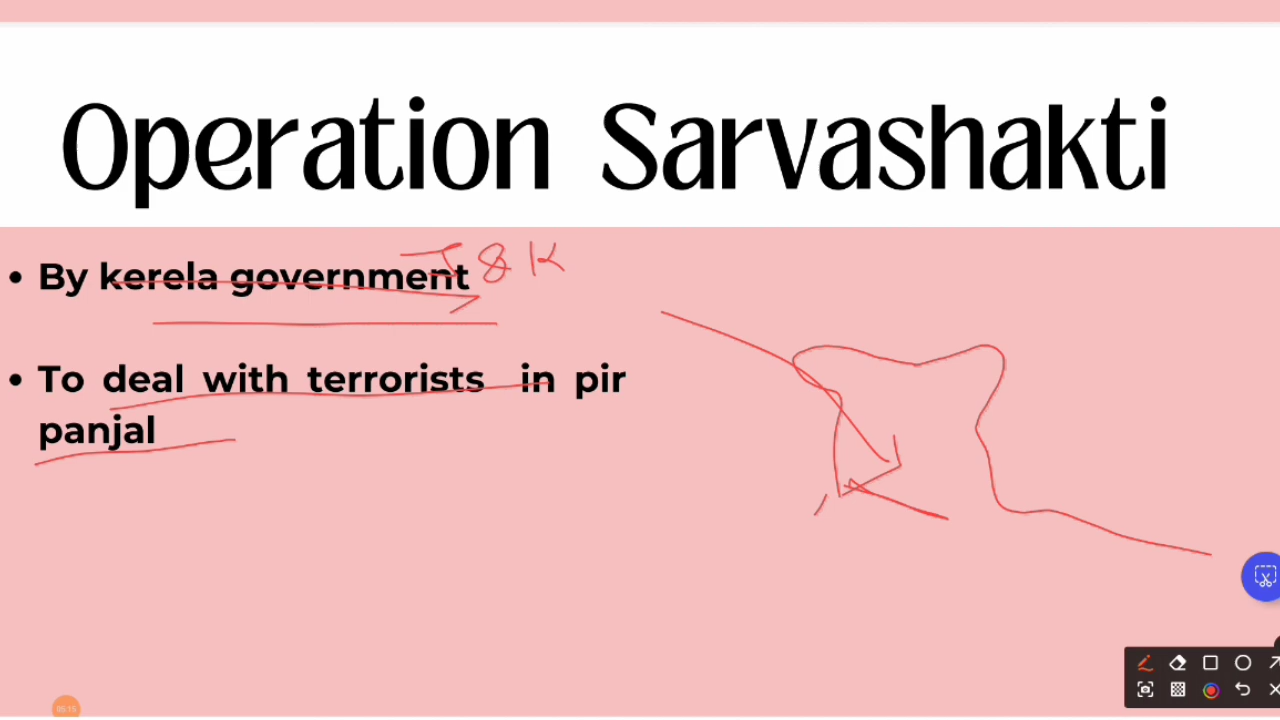 Operation Sarvashakti
J & K
• By kerela government
• To deal with terrorists in pir
panjal